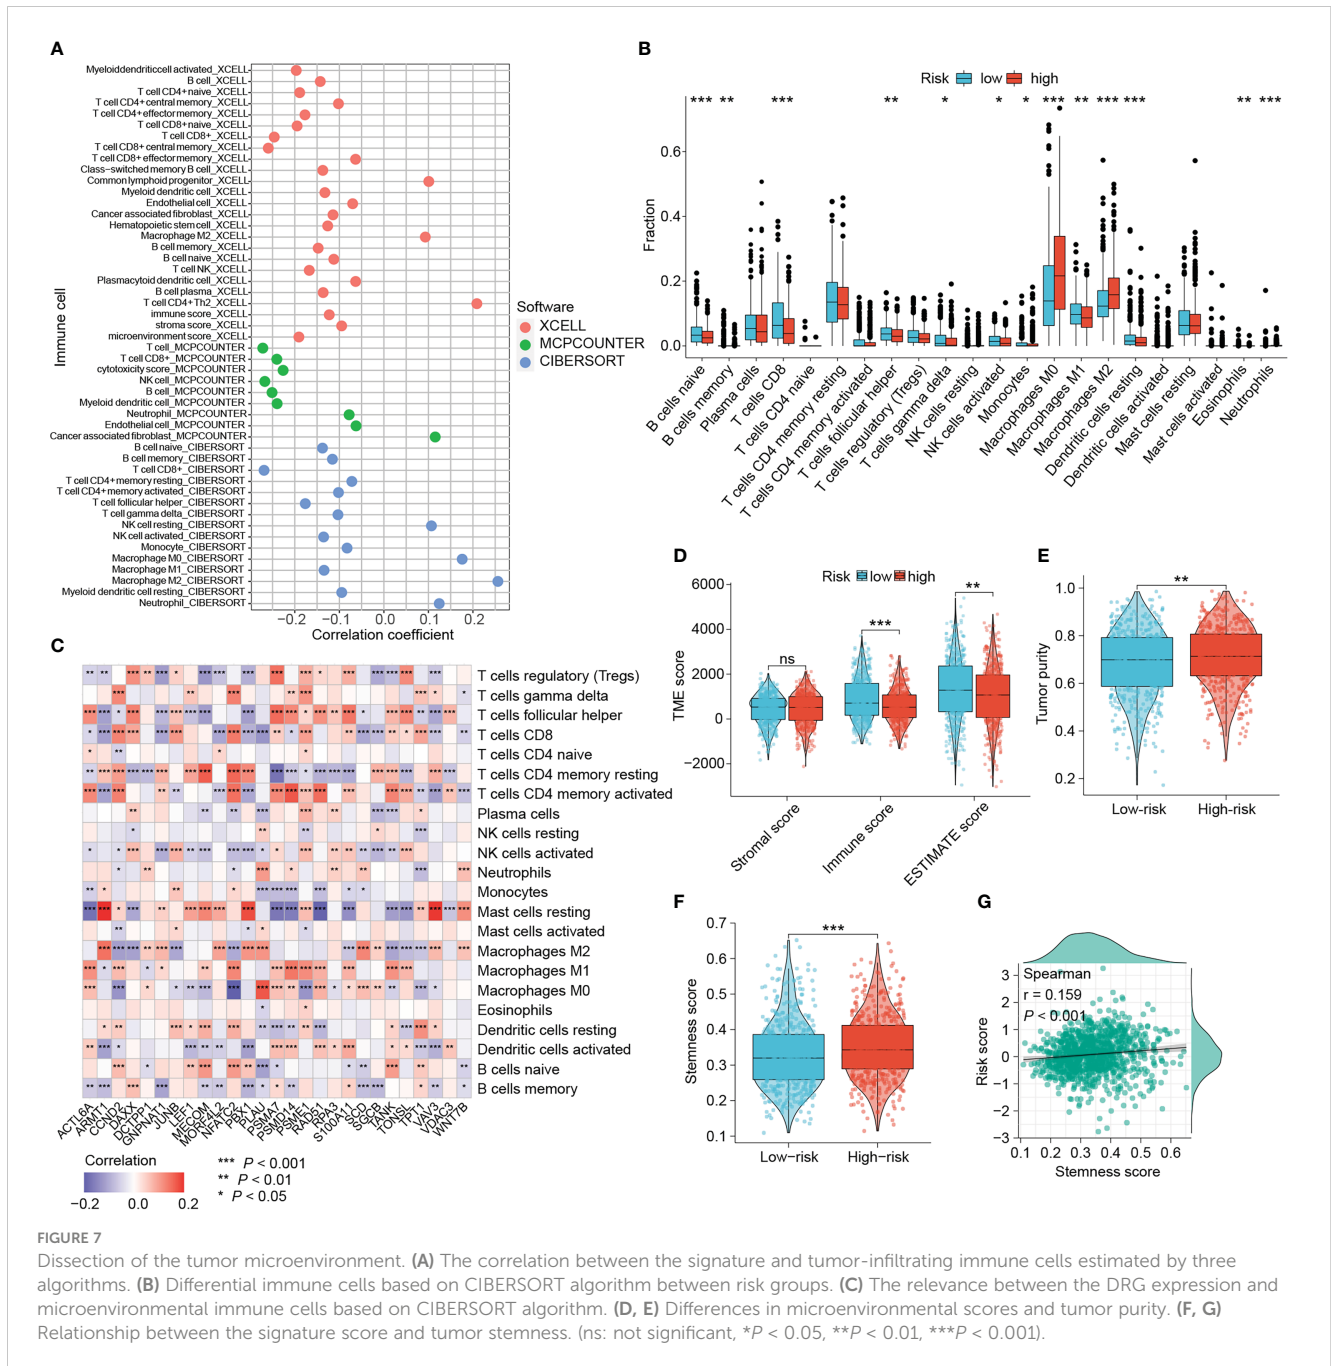 A
Myeloiddendriticcell activated_XCELL
B cell_XCELL
T cell CD4+naive_XCELL
T cell CD4+central memory_XCELL
T cell CD4+effector memory_XCELL
T cell CD8+naive_XCELL
T cell CD8+_XCELL
T cell CD8+ central memory_XCELL
T cell CD8+ effector memory_XCELL
Class−switched memory B cell_XCELL
Common lymphoid progenitor_XCELL
Myeloid dendritic cell_XCELL
Endothelial cell_XCELL
Cancer associated fibroblast_XCELL
Hematopoietic stem cell_XCELL
Macrophage M2_XCELL
B cell memory_XCELL
B cell naive_XCELL
T cell NK_XCELL
Plasmacytoid dendritic cell_XCELL
B cell plasma_XCELL
T cell CD4+Th2_XCELL
immune score_XCELL
stroma score_XCELL
microenvironment score_XCELL
T cell_MCPCOUNTER
T cell CD8+_MCPCOUNTER
cytotoxicity score_MCPCOUNTER
NK cell_MCPCOUNTER
B cell_MCPCOUNTER
Myeloid dendritic cell_MCPCOUNTER
Neutrophil_MCPCOUNTER
Endothelial cell_MCPCOUNTER
Cancer associated fibroblast_MCPCOUNTER
B cell naive_CIBERSORT
B cell memory_CIBERSORT
T cell CD8+_CIBERSORT
T cell CD4+memory resting_CIBERSORT
T cell CD4+memory activated_CIBERSORT
T cell follicular helper_CIBERSORT
T cell gamma delta_CIBERSORT
NK cell resting_CIBERSORT
NK cell activated_CIBERSORT
Monocyte_CIBERSORT
Macrophage M0_CIBERSORT
Macrophage M1_CIBERSORT
Macrophage M2_CIBERSORT
Myeloid dendritic cell resting_CIBERSORT
Neutrophil_CIBERSORT
Immune cell
−0.2 −0.1 0.0 0.1 0.2
Correlation coefficient
Software
XCELL
MCPCOUNTER
CIBERSORT
B
Risk low high
*** ** *** ** * * * *** ** *** *** ** ***
Fraction
0.6
0.4
0.2
0.0
B cells naive
B cells memory
Plasma cells
T cells CD8
T cells CD4 naive
T cells CD4 memory resting
T cells CD4 memory activated
T cells follicular helper
T cells regulatory (Tregs)
T cells gamma delta
NK cells resting
NK cells activated
Monocytes
Macrophages M0
Macrophages M1
Macrophages M2
Dendritic cells resting
Dendritic cells activated
Mast cells resting
Mast cells activated
Eosinophils
Neutrophils
C
T cells regulatory (Tregs)
T cells gamma delta
T cells follicular helper
T cells CD8
T cells CD4 naive
T cells CD4 memory resting
T cells CD4 memory activated
Plasma cells
NK cells resting
NK cells activated
Neutrophils
Monocytes
Mast cells resting
Mast cells activated
Macrophages M2
Macrophages M1
Macrophages M0
Eosinophils
Dendritic cells resting
Dendritic cells activated
B cells naive
B cells memory
ACTL6A
ARMT1
CCND2
DAXX
DCTPP1
GNPNAT1
JUNB
LEF1
MECOM
MORF4L2
NFATC2
PBX1
PLAU
PSMA7
PSMD14
PSME1
RAD51
RPA3
S100A11
SCD
SGCB
TANK
TONSL
TPT1
VAV3
VDAC3
WNT7B
Correlation
−0.2 0.0 0.2
*** P < 0.001
** P < 0.01
* P < 0.05
D
Risk low high
TME score
6000
4000
2000
0
−2000
ns
***
**
Stromal score
Immune score
ESTIMATE score
E
Tumor purity
1.0
0.8
0.6
0.4
0.2
**
Low−risk High−risk
F
Stemness score
0.7
0.6
0.5
0.4
0.3
0.2
0.1
***
Low−risk High−risk
G
Spearman
r = 0.159
P < 0.001
Risk score
3
2
1
0
−1
−2
−3
0.1 0.2 0.3 0.4 0.5 0.6
Stemness score
FIGURE 7
Dissection of the tumor microenvironment. (A) The correlation between the signature and tumor-infiltrating immune cells estimated by three
algorithms. (B) Differential immune cells based on CIBERSORT algorithm between risk groups. (C) The relevance between the DRG expression and
microenvironmental immune cells based on CIBERSORT algorithm. (D, E) Differences in microenvironmental scores and tumor purity. (F, G)
Relationship between the signature score and tumor stemness. (ns: not significant, *P < 0.05, **P < 0.01, ***P < 0.001).